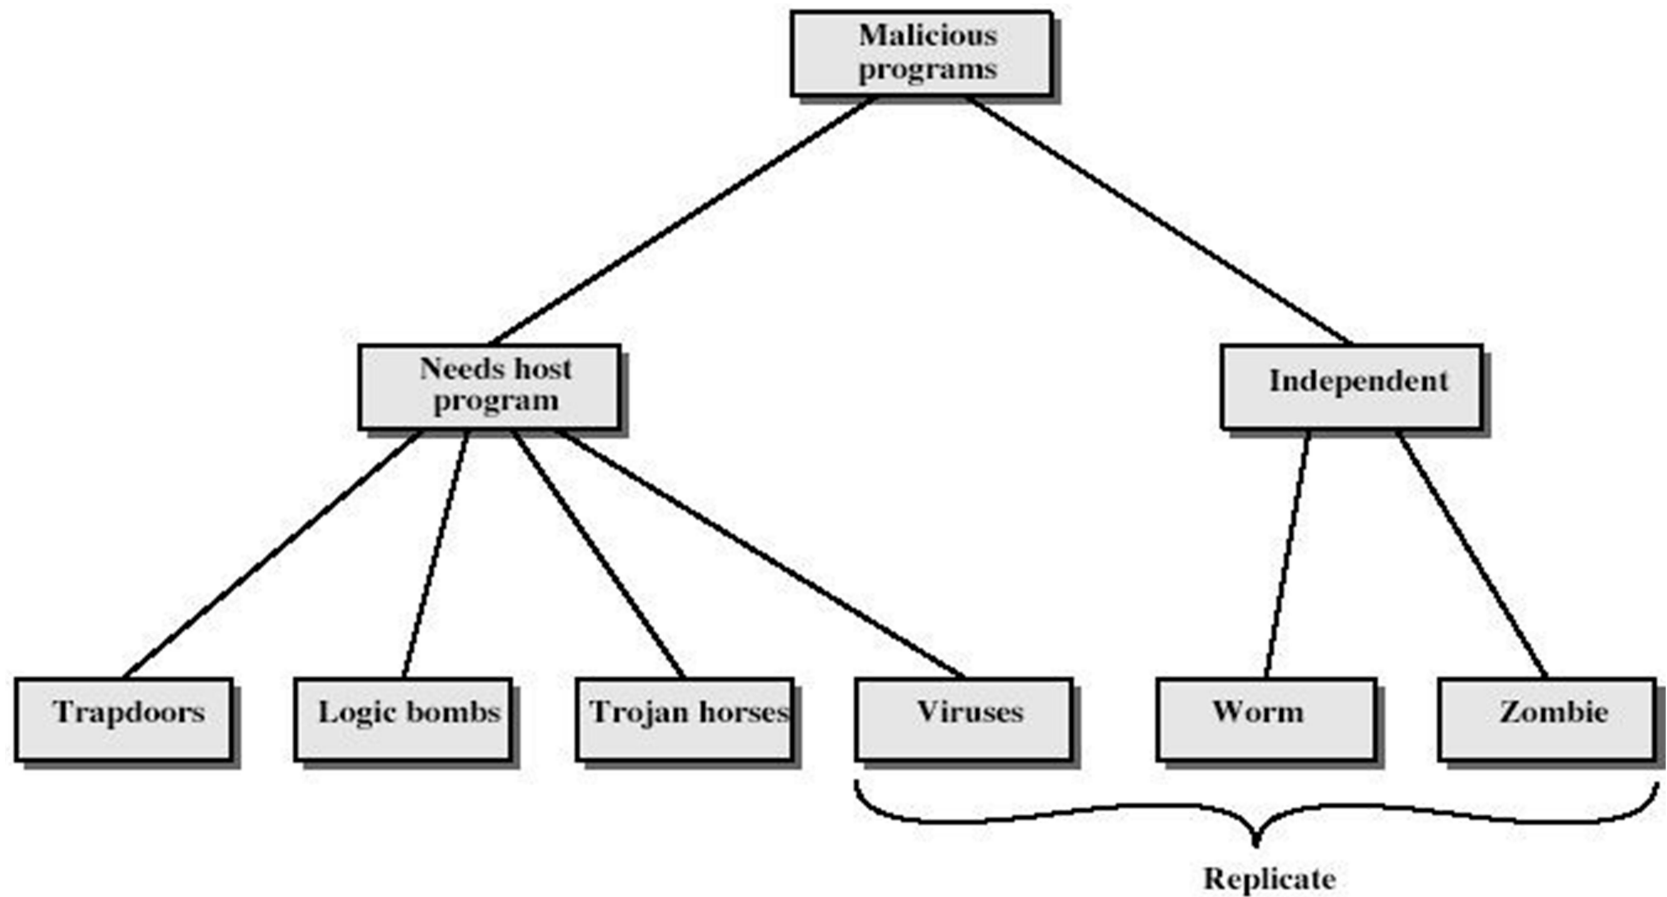 Malicious
programs
Needs host
program
Independent
Trapdoors
Logic bombs
Trojan horses
Viruses
Worm
Zombie
Replicate